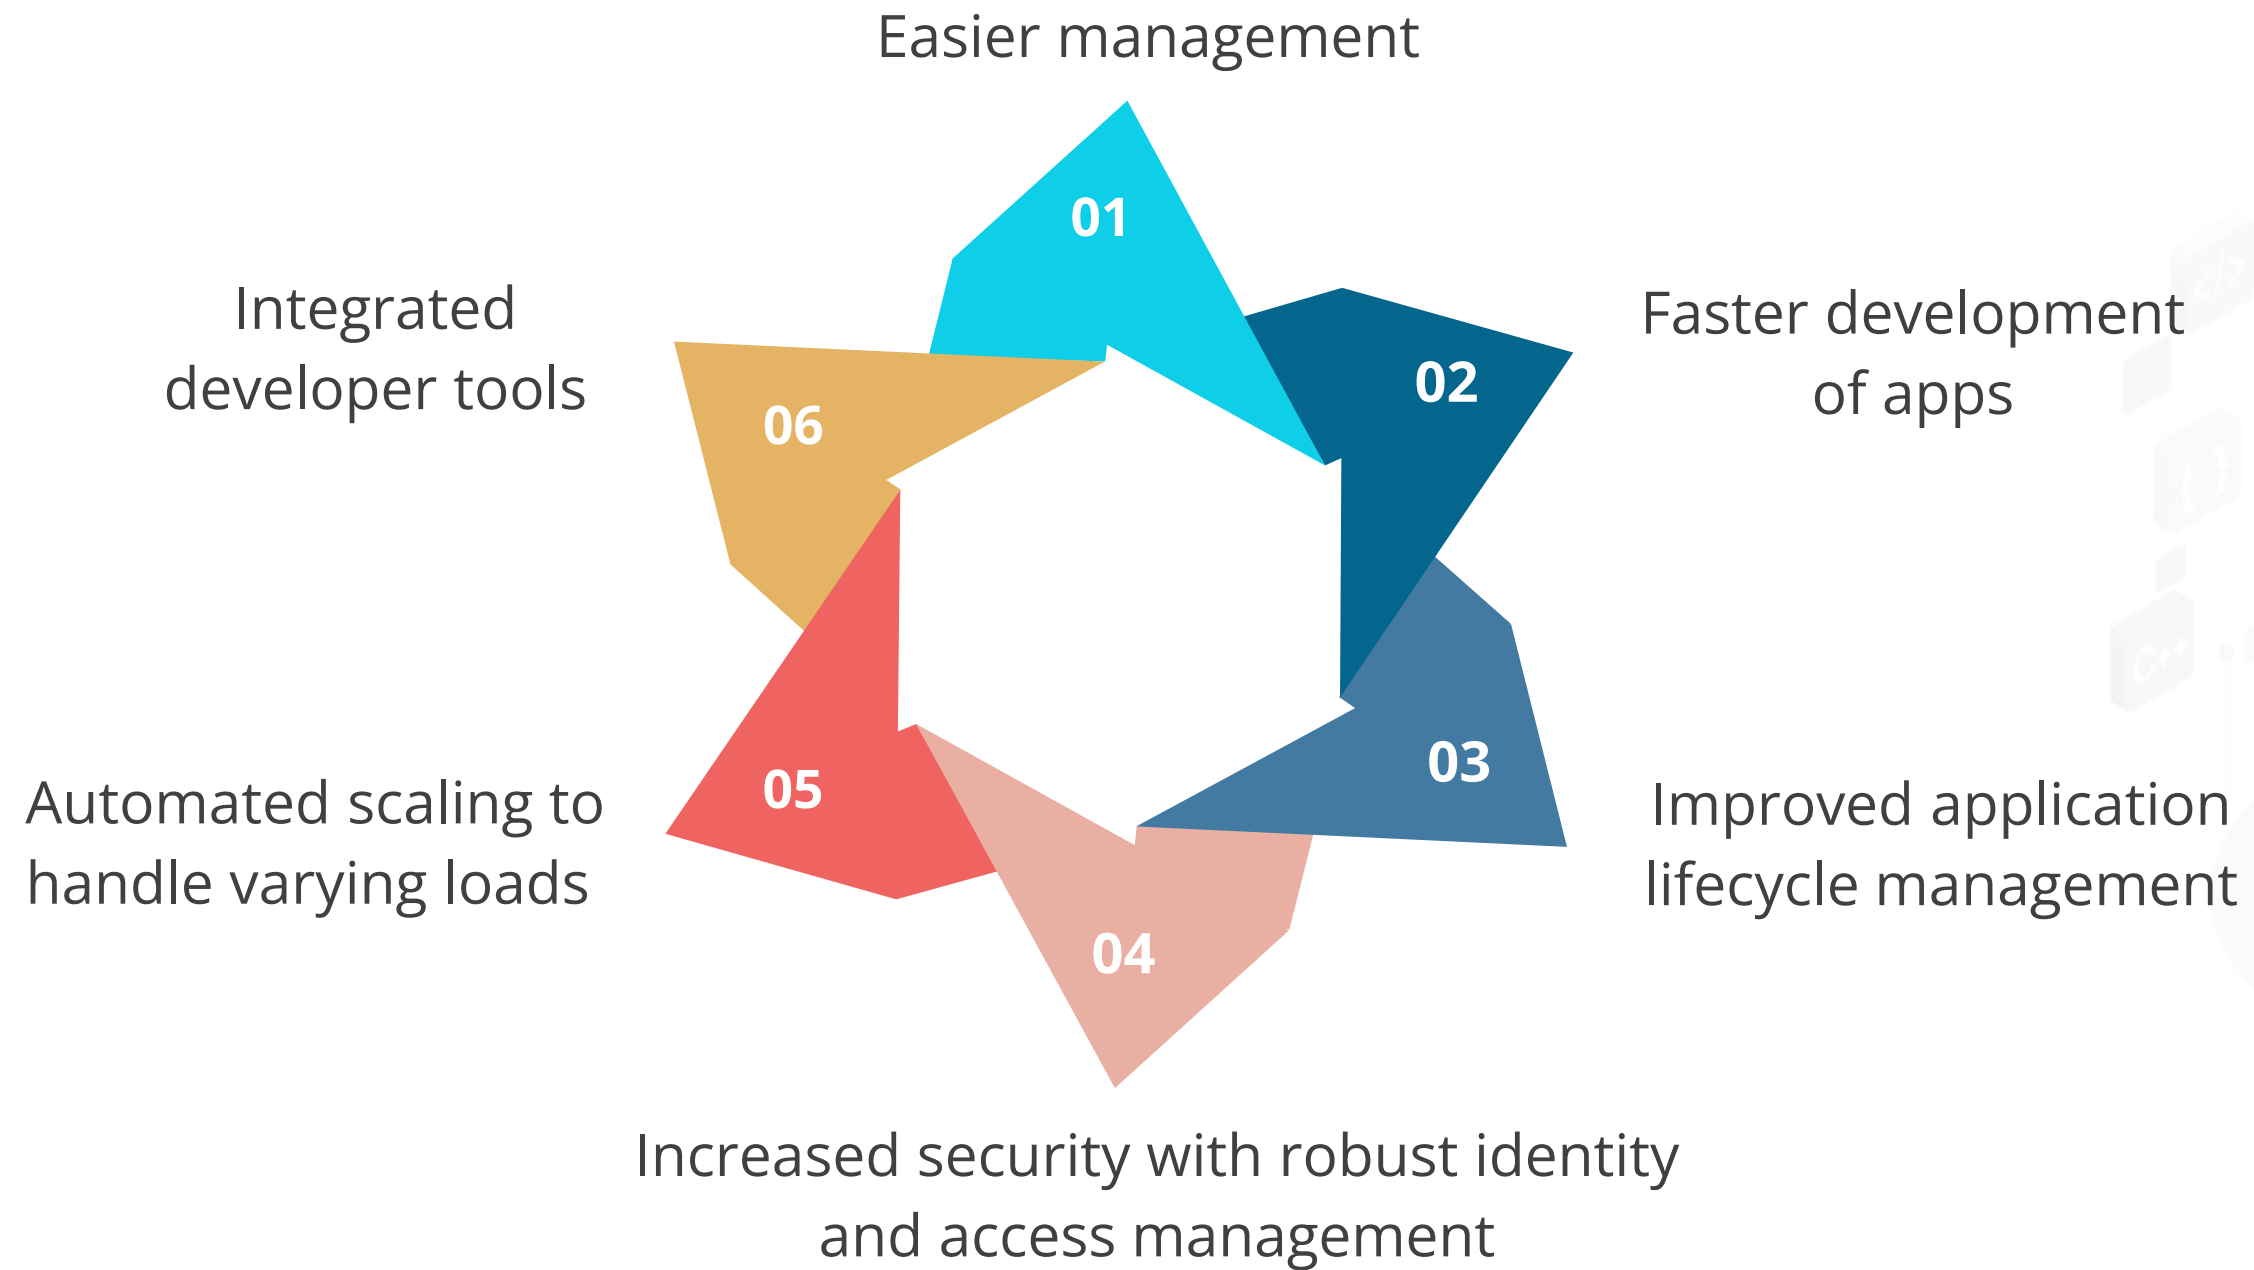 Easier management
01
Faster development
of apps
02
Improved application
lifecycle management
03
Increased security with robust identity
and access management
04
Automated scaling to
handle varying loads
05
Integrated
developer tools
06
</>
{ }
C++